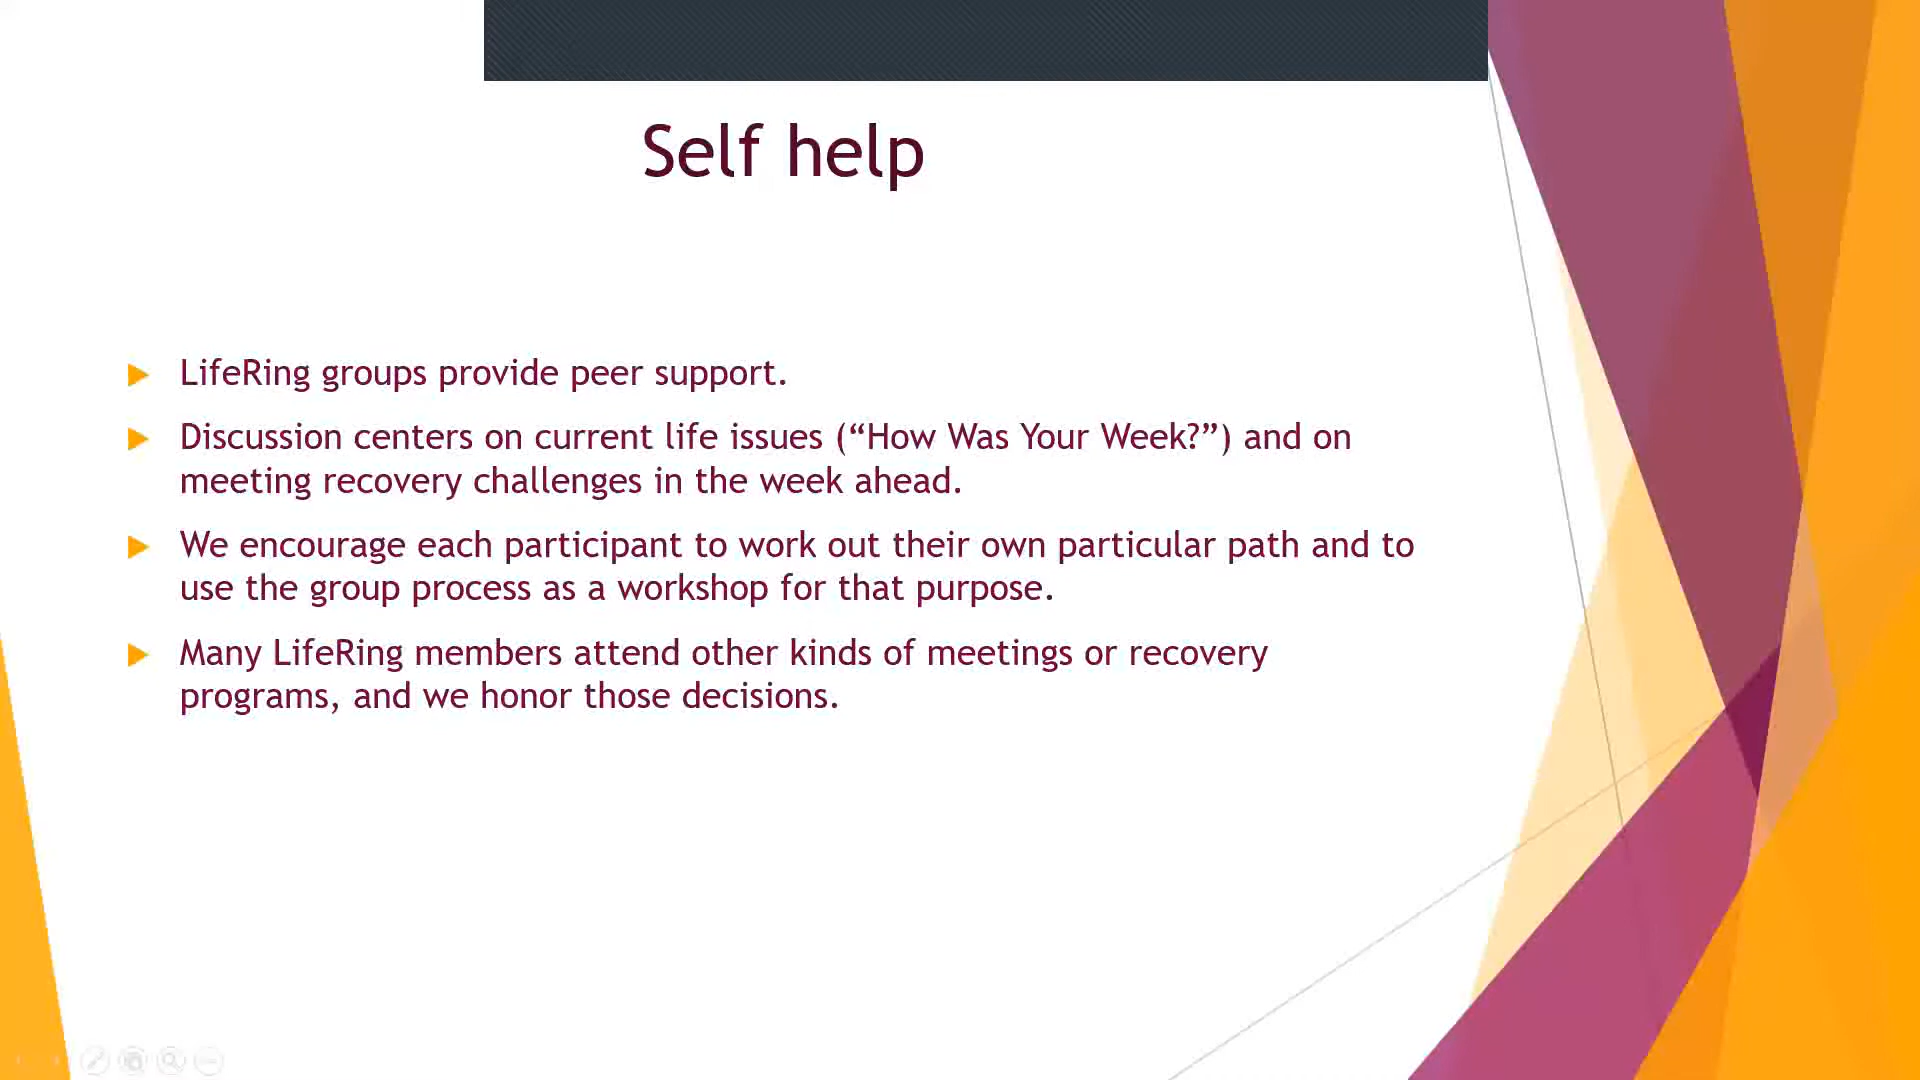 Self help
LifeRing groups provide peer support.
Discussion centers on current life issues (“How Was Your Week?”) and on
meeting recovery challenges in the week ahead.
We encourage each participant to work out their own particular path and to
use the group process as a workshop for that purpose.
Many LifeRing members attend other kinds of meetings or recovery
programs, and we honor those decisions.